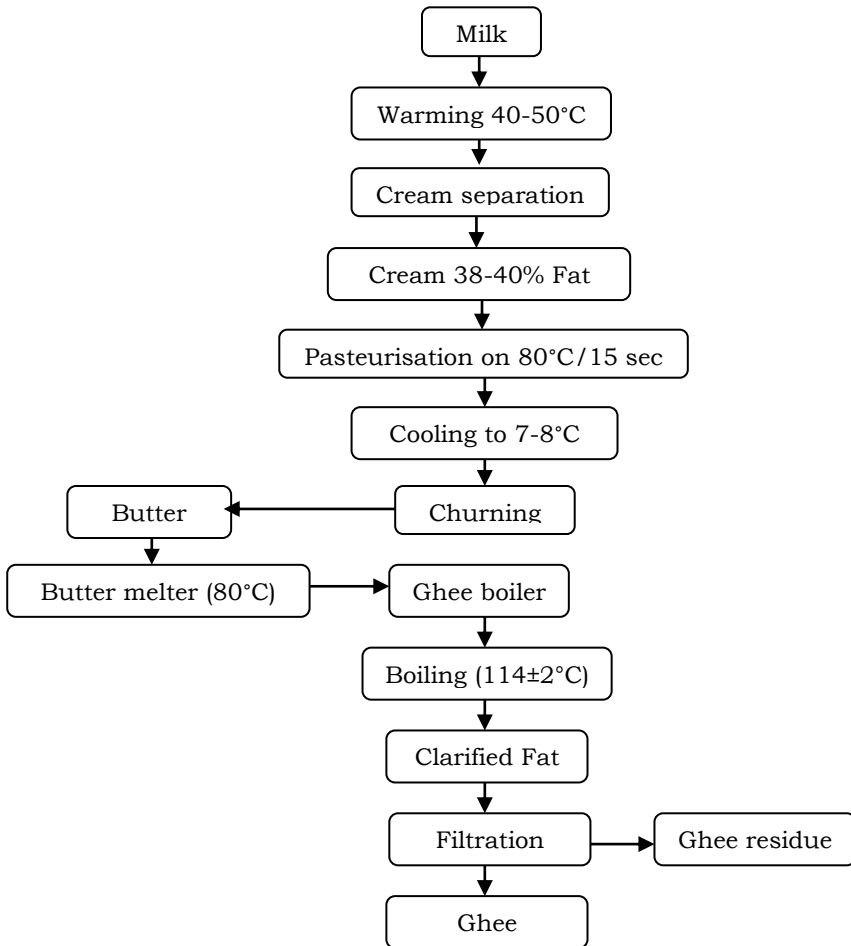 Milk
Warming 40-50°C
Cream separation
Cream 38-40% Fat
Pasteurisation on 80°C/15 sec
Cooling to 7-8°C
Butter
Churning
Butter melter (80°C)
Ghee boiler
Boiling (114±2°C)
Clarified Fat
Filtration
Ghee residue
Ghee